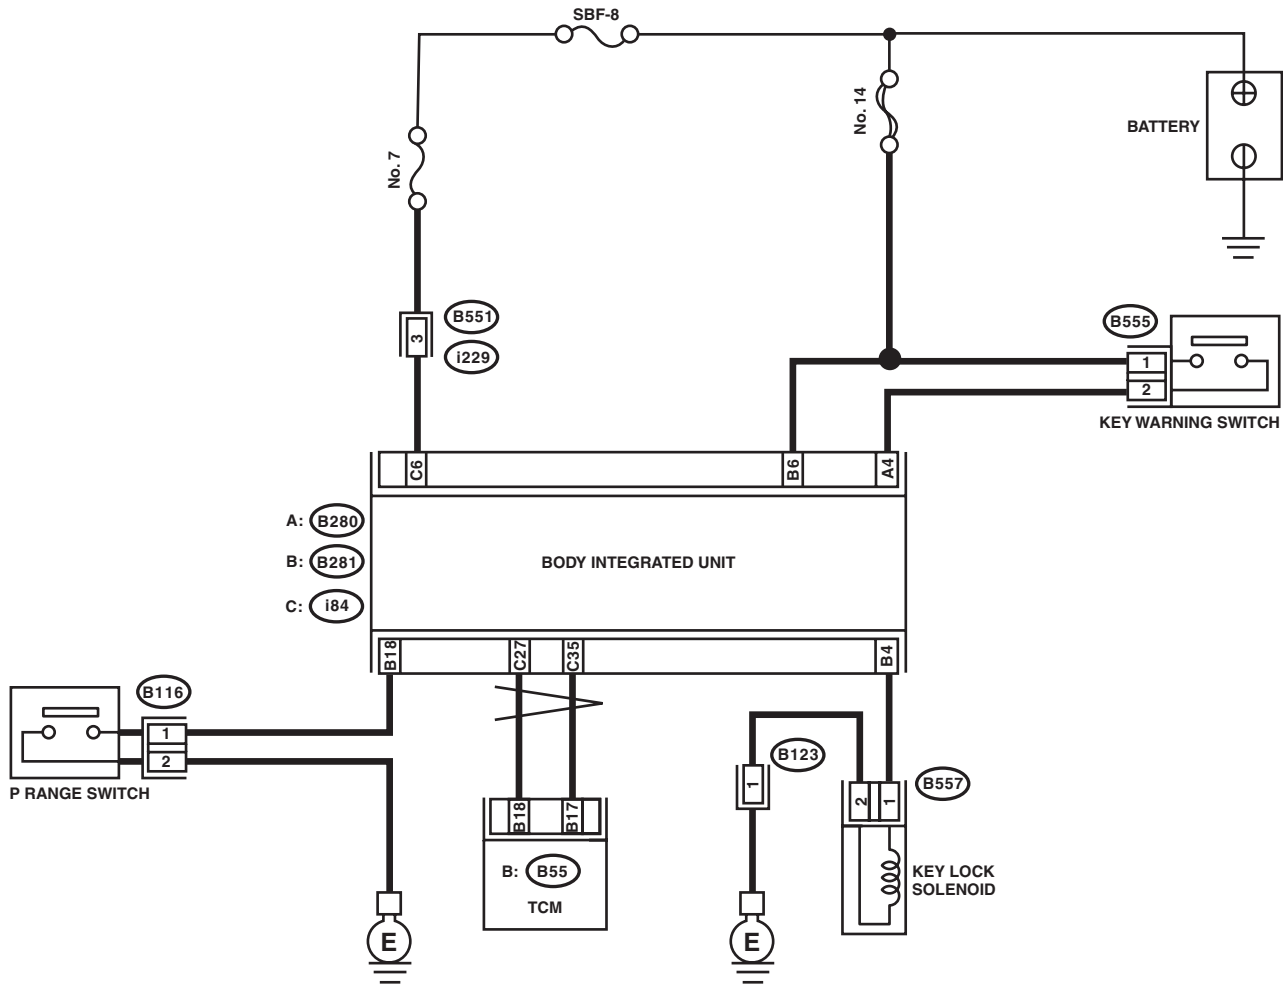 SBF-8
No. 14
BATTERY
No. 7
B551
3
i229
B555
1
2
KEY WARNING SWITCH
C6
B6
A4
A: B280
B: B281
BODY INTEGRATED UNIT
C: i84
B18
C27
C35
B4
B116
1
2
P RANGE SWITCH
B123
1
B557
2
1
B18
B17
B: B55
TCM
KEY LOCK
SOLENOID
E
E